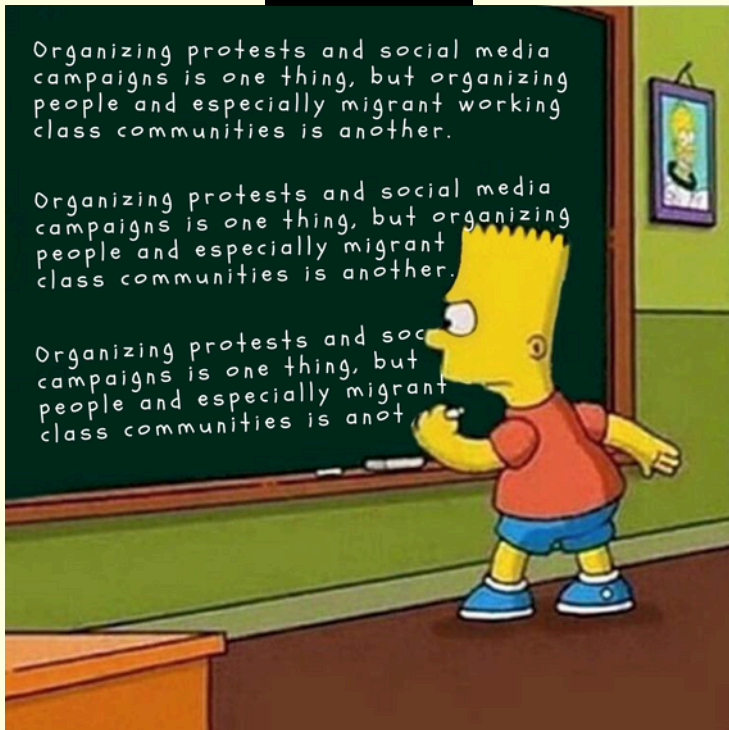 Organizing protests and social media
campaigns is one thing, but organizing
people and especially migrant working
class communities is another.
Organizing protests and social media
campaigns is one thing, but organizing
people and especially migrant
class communities is another.
Organizing protests and soc
campaigns is one thing, but
people and especially migrant
class communities is anot